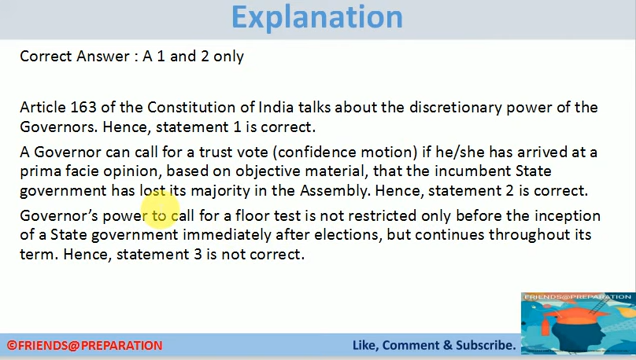 Explanation
Correct Answer : A 1 and 2 only
Article 163 of the Constitution of India talks about the discretionary power of the
Governors. Hence, statement 1 is correct.
A Governor can call for a trust vote (confidence motion) if he/she has arrived at a
prima facie opinion, based on objective material, that the incumbent State
government has lost its majority in the Assembly. Hence, statement 2 is correct.
Governor's power to call for a floor test is not restricted only before the inception
of a State government immediately after elections, but continues throughout its
term. Hence, statement 3 is not correct.
FRIENDS@PREPARATION
©FRIENDS@PREPARATION
Like, Comment & Subscribe.